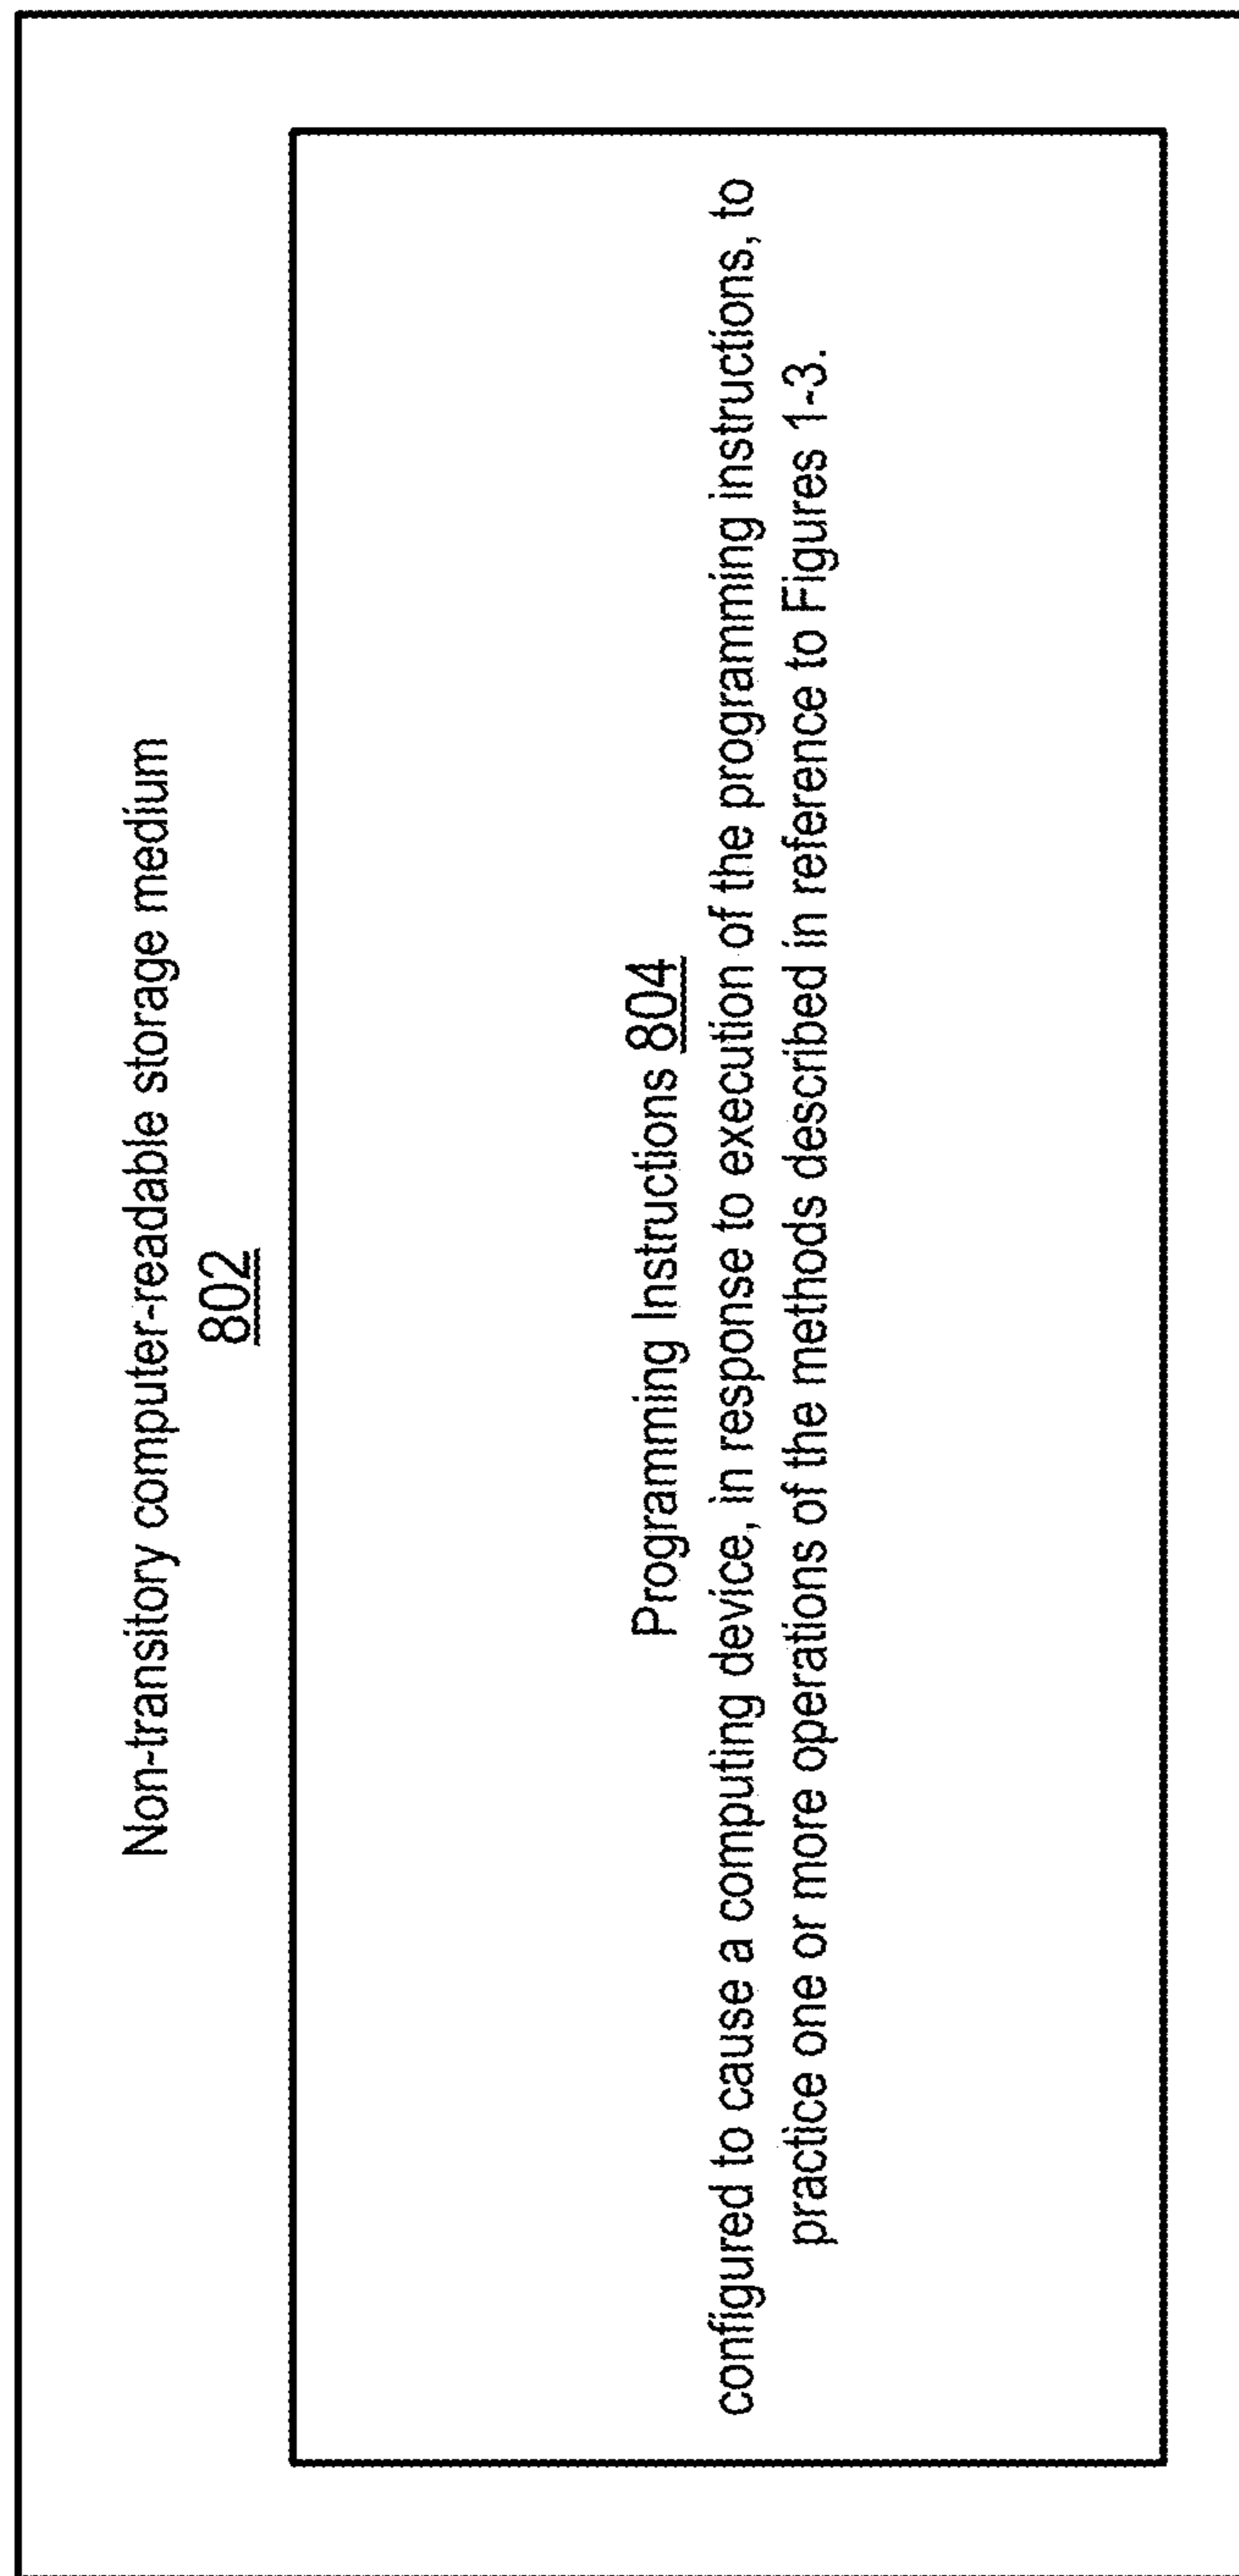 Non-transitory computer-readable storage medium
802
Programming Instructions 804
configured to cause a computing device, in response to execution of the programming instructions, to
practice one or more operations of the methods described in reference to Figures 1-3.